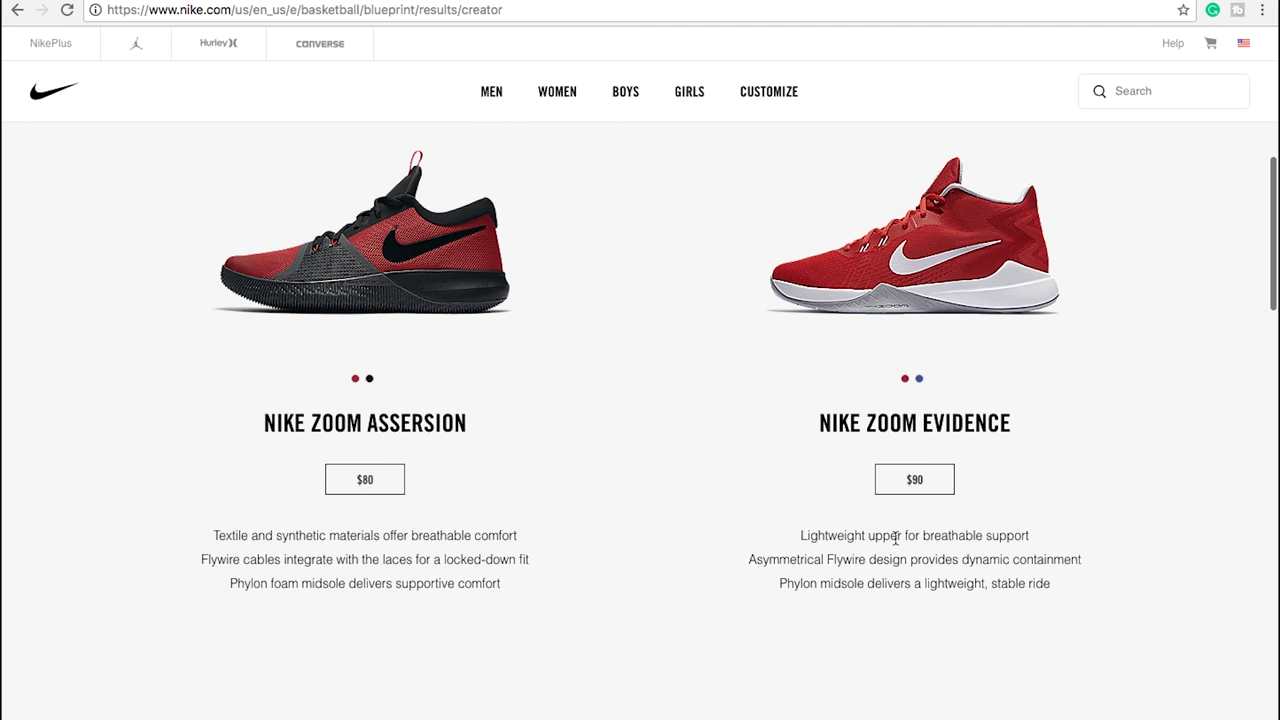 https://www.nike.com/us/en_us/e/basketball/blueprint/results/creator
NikePlus
Hurley
CONVERSE
Help
MEN
WOMEN
BOYS
GIRLS
CUSTOMIZE
Search
NIKE ZOOM ASSERSION
$80
Textile and synthetic materials offer breathable comfort
Flywire cables integrate with the laces for a locked-down fit
Phylon foam midsole delivers supportive comfort
NIKE ZOOM EVIDENCE
$90
Lightweight upper for breathable support
Asymmetrical Flywire design provides dynamic containment
Phylon midsole delivers a lightweight, stable ride